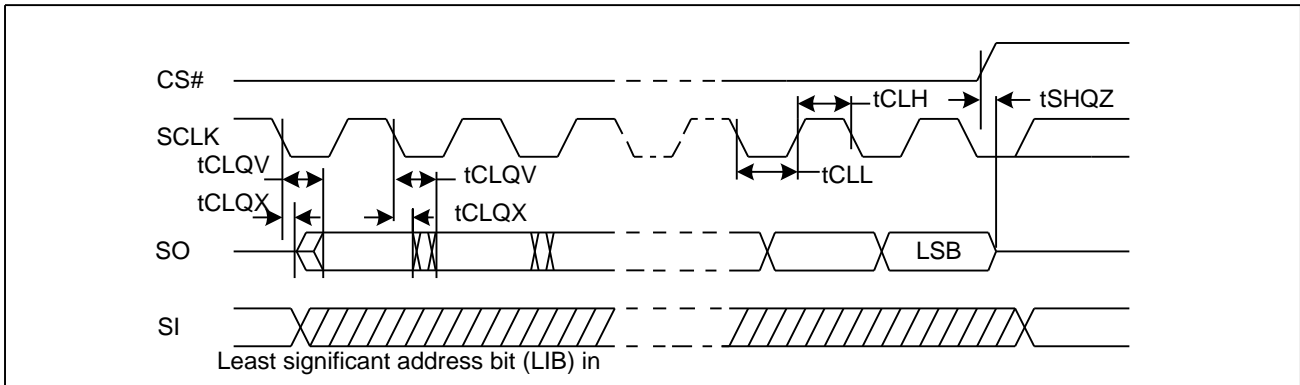 CS#
tCLH
tSHQZ
SCLK
tCLQV
tCLQV
tCLL
tCLQX
tCLQX
SO
LSB
SI
Least significant address bit (LIB) in